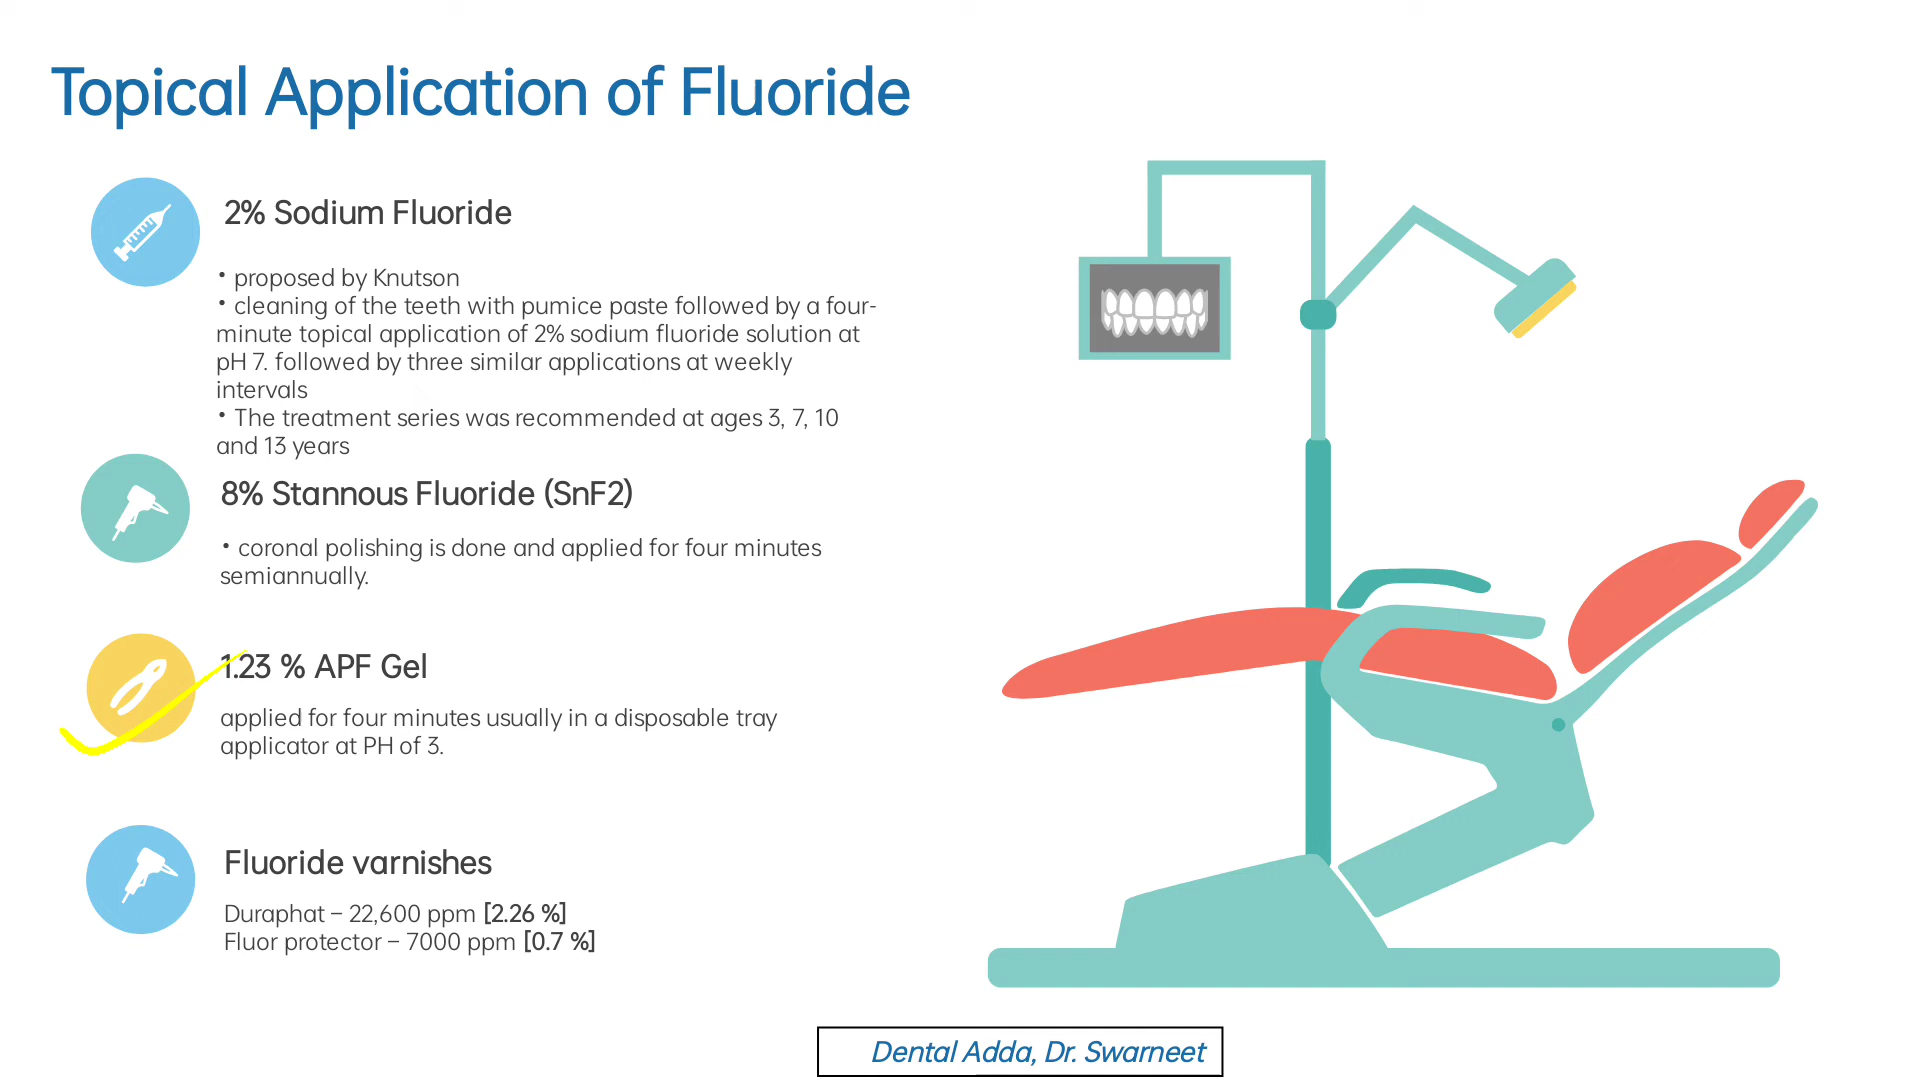 Topical Application of Fluoride
2% Sodium Fluoride
• proposed by Knutson
• cleaning of the teeth with pumice paste followed by a four-
minute topical application of 2% sodium fluoride solution at
pH 7. followed by three similar applications at weekly
intervals
• The treatment series was recommended at ages 3, 7, 10
and 13 years
8% Stannous Fluoride (SnF2)
• coronal polishing is done and applied for four minutes
semiannually.
1.23 % APF Gel
applied for four minutes usually in a disposable tray
applicator at PH of 3.
Fluoride varnishes
Duraphat – 22,600 ppm [2.26 %]
Fluor protector – 7000 ppm [0.7 %]
Dental Adda, Dr. Swarneet